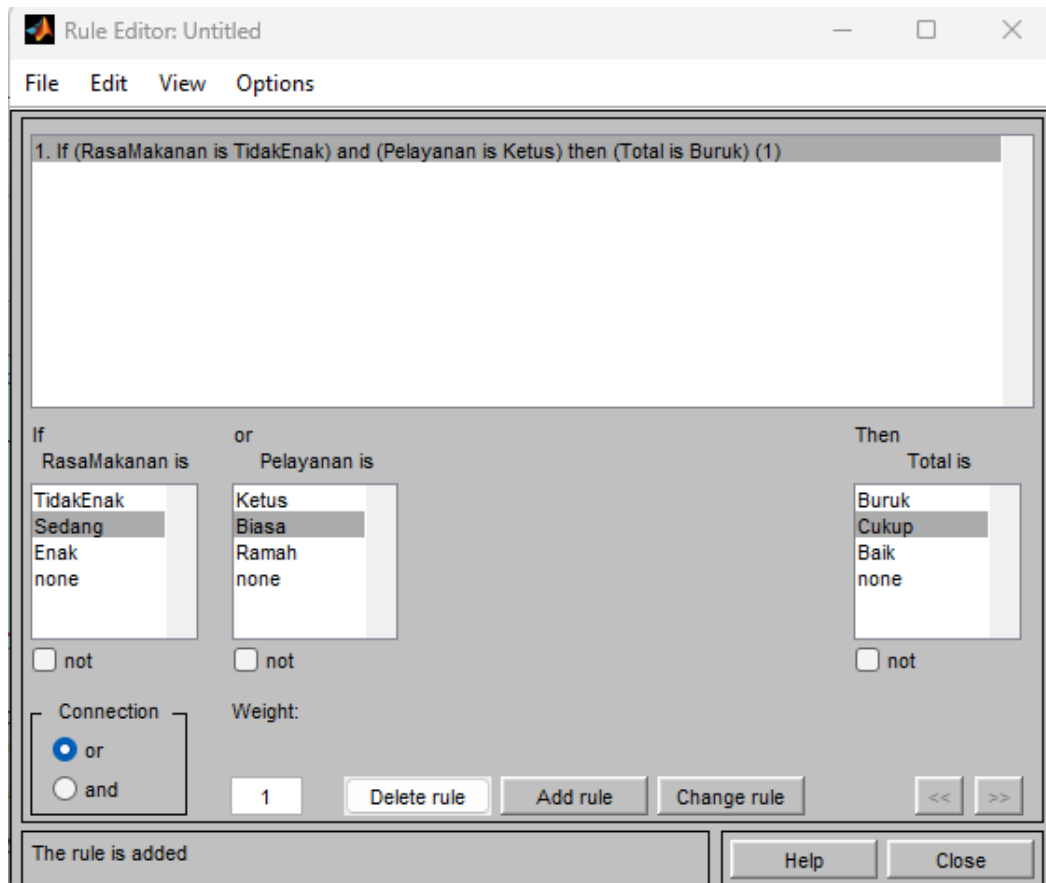 Rule Editor: Untitled
File Edit View Options
1. If (RasaMakanan is TidakEnak) and (Pelayanan is Ketus) then (Total is Buruk) (1)
If or Then
RasaMakanan is Pelayanan is Total is
TidakEnak Ketus Buruk
Sedang Biasa Cukup
Enak Ramah Baik
none none none
not not not
Connection Weight:
or
and 1 Delete rule Add rule Change rule << >>
The rule is added Help Close